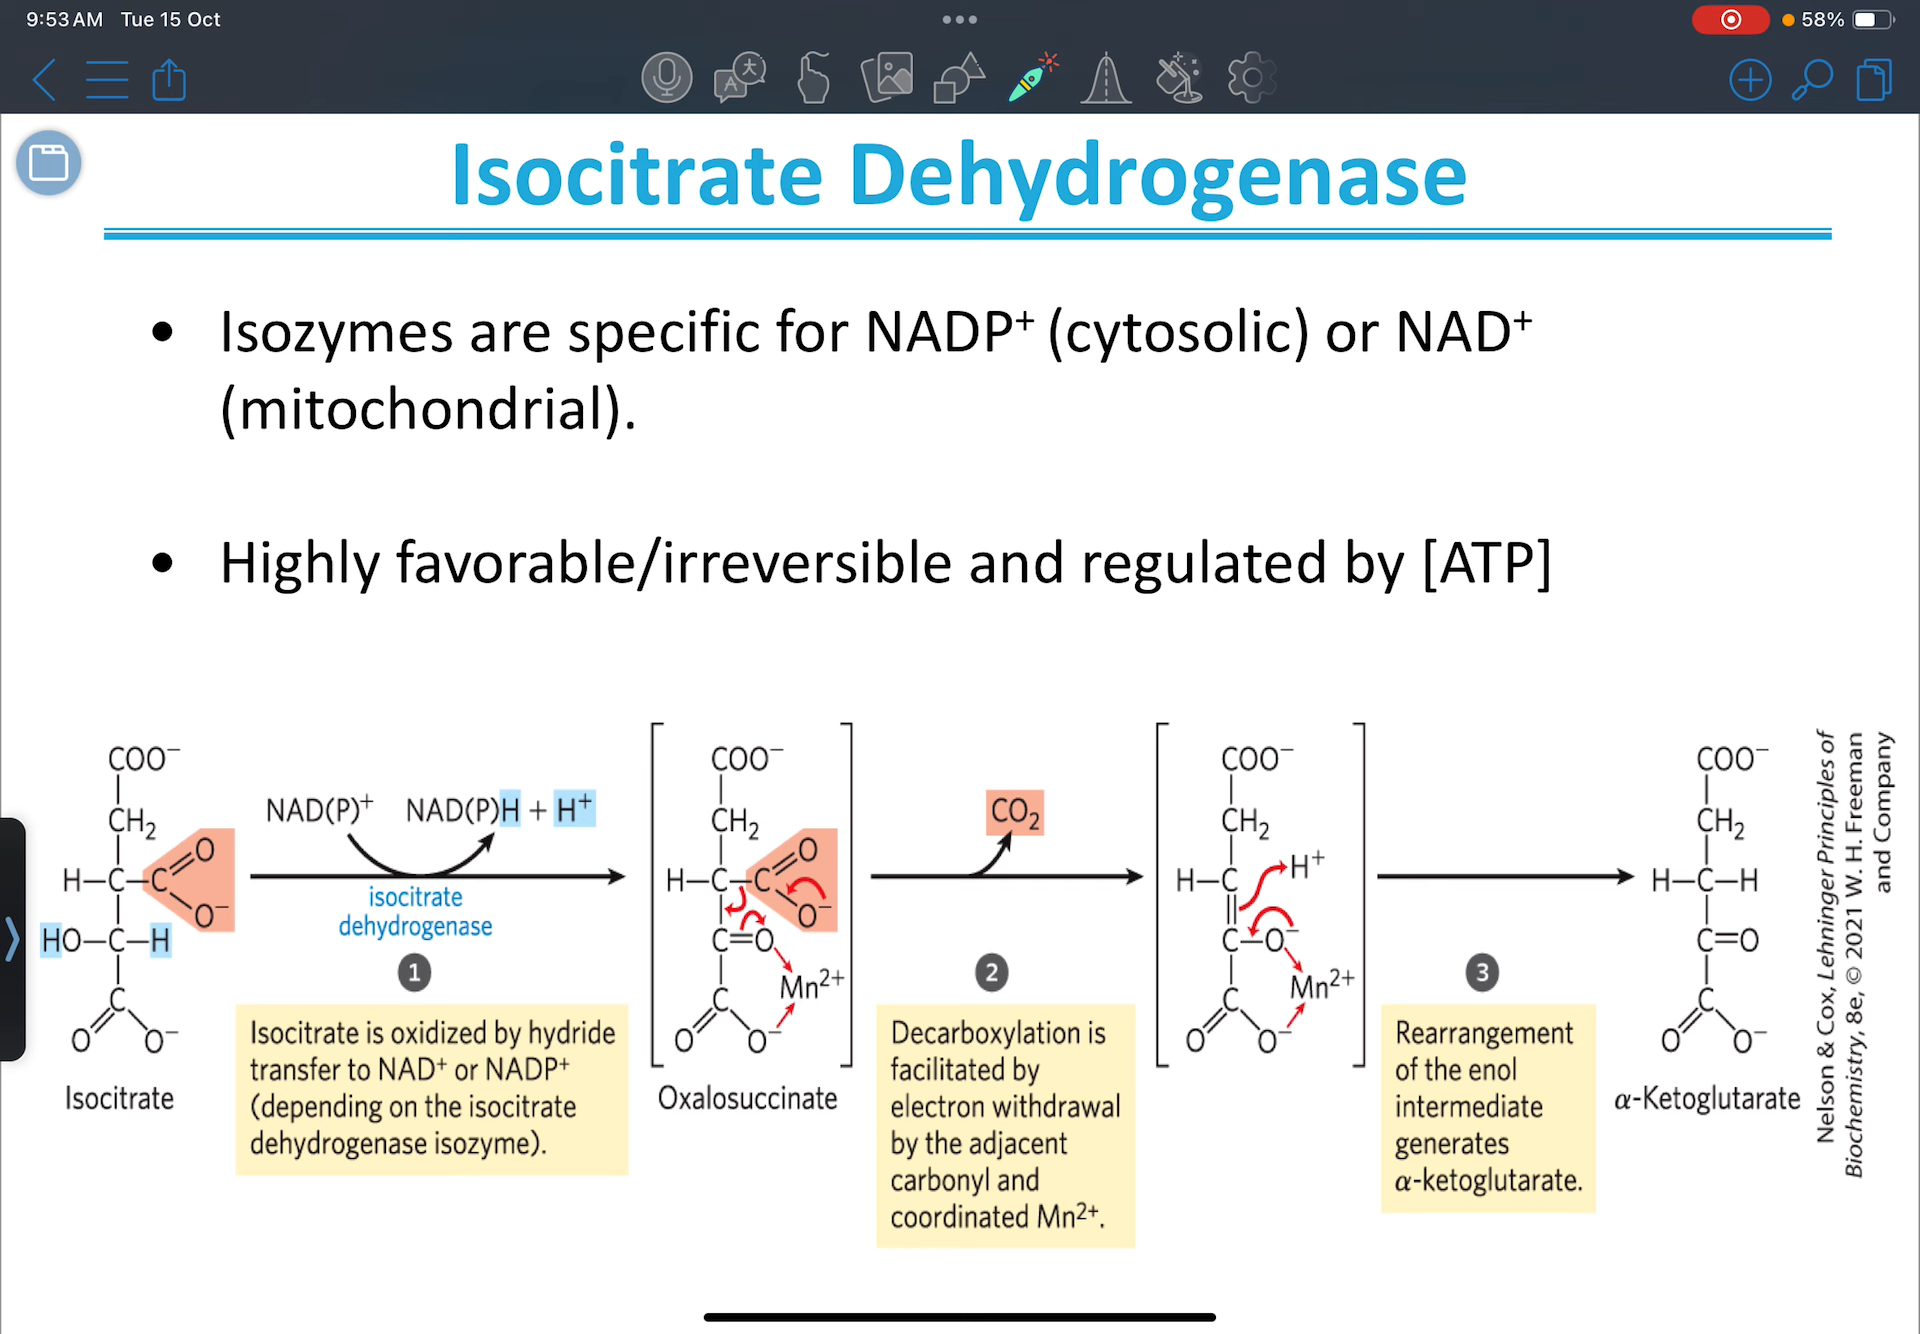 9:53 AM Tue 15 Oct
58%
Isocitrate Dehydrogenase
• Isozymes are specific for NADP⁺ (cytosolic) or NAD⁺
(mitochondrial).
• Highly favorable/irreversible and regulated by [ATP]
COO⁻
CH₂
H–C–C
O
O⁻
HO–C–H
C
O O⁻
Isocitrate
NAD(P)⁺ NAD(P)H + H⁺
isocitrate
dehydrogenase
1
Isocitrate is oxidized by hydride
transfer to NAD⁺ or NADP⁺
(depending on the isocitrate
dehydrogenase isozyme).
COO⁻
CH₂
H–C–C
O
O⁻
C=O
Mn²⁺
C
O O⁻
Oxalosuccinate
CO₂
2
Decarboxylation is
facilitated by
electron withdrawal
by the adjacent
carbonyl and
coordinated Mn²⁺.
COO⁻
CH₂
H⁺
H–C
C–O⁻
Mn²⁺
C
O O⁻
3
Rearrangement
of the enol
intermediate
generates
α-ketoglutarate.
COO⁻
CH₂
H–C–H
C=O
C
O O⁻
α-Ketoglutarate
Nelson & Cox, Lehninger Principles of
Biochemistry, 8e, © 2021 W. H. Freeman
and Company